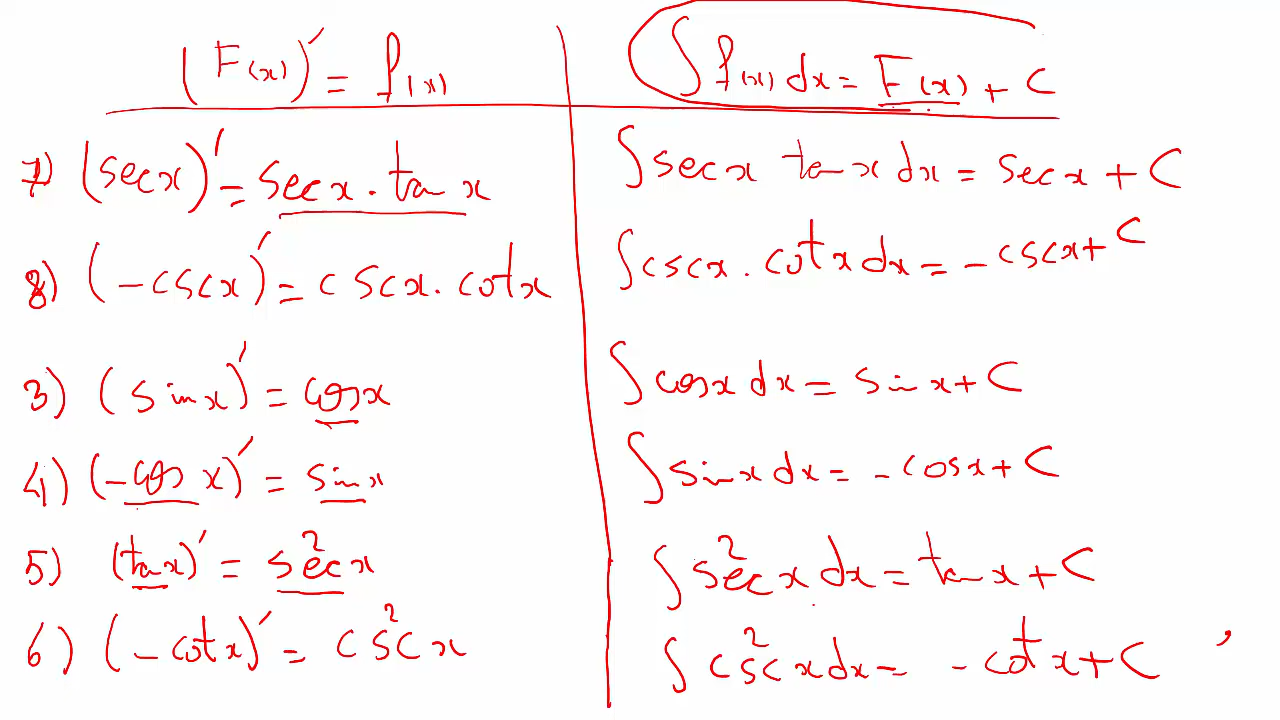 (F(x))′ = f(x) ∫ f(x) dx = F(x) + C
7) (sec x)′ = sec x . tan x ∫ sec x tan x dx = sec x + C
8) (- csc x)′ = csc x . cot x ∫ csc x . cot x dx = - csc x + C
3) (sin x)′ = cos x ∫ cos x dx = sin x + C
4) (- cos x)′ = sin x ∫ sin x dx = - cos x + C
5) (tan x)′ = sec² x ∫ sec² x dx = tan x + C
6) (- cot x)′ = csc² x ∫ csc² x dx = - cot x + C